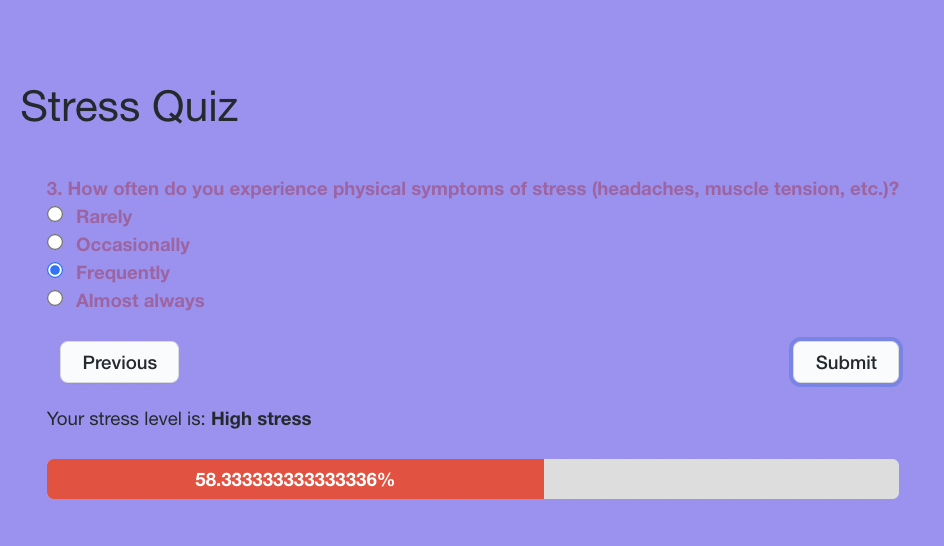 Stress Quiz
3. How often do you experience physical symptoms of stress (headaches, muscle tension, etc.)?
Rarely
Occasionally
Frequently
Almost always
Previous
Submit
Your stress level is: High stress
58.333333333333336%